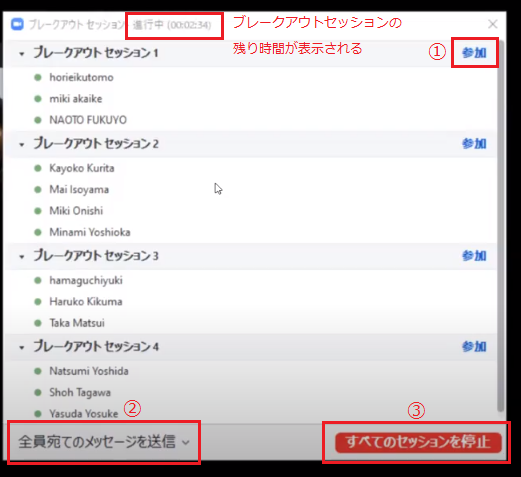 ブレークアウト セッション - 進行中 (00:02:34)
ブレークアウトセッションの
残り時間が表示される
①
ブレークアウト セッション 1 参加
horieikutomo
miki akaike
NAOTO FUKUYO
ブレークアウト セッション 2 参加
Kayoko Kurita
Mai Isoyama
Miki Onishi
Minami Yoshioka
ブレークアウト セッション 3 参加
hamaguchiyuki
Haruko Kikuma
Taka Matsui
ブレークアウト セッション 4 参加
Natsumi Yoshida
Shoh Tagawa
Yasuda Yosuke
② ③
全員宛てのメッセージを送信 すべてのセッションを停止